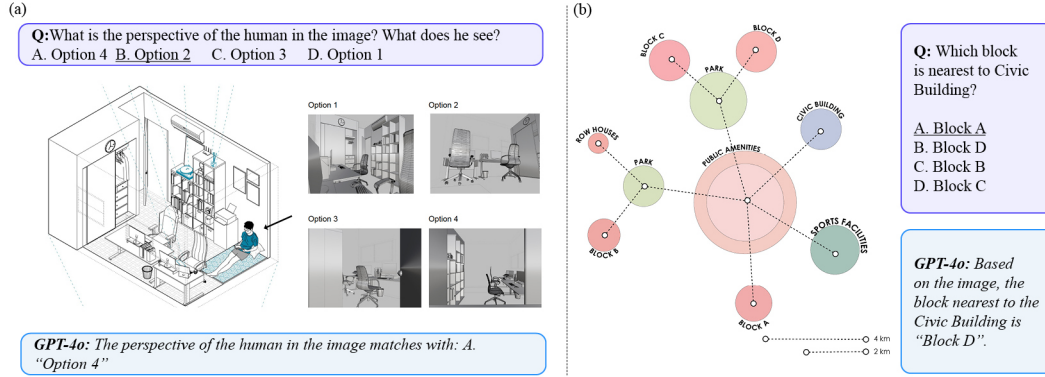 (a)
Q:What is the perspective of the human in the image? What does he see?
A. Option 4 B. Option 2 C. Option 3 D. Option 1
Option 1
Option 2
Option 3
Option 4
GPT-4o: The perspective of the human in the image matches with: A.
“Option 4”
(b)
BLOCK C
BLOCK D
PARK
CIVIC BUILDING
ROW HOUSES
PUBLIC AMENITIES
PARK
BLOCK B
SPORTS FACILITIES
BLOCK A
4 km
2 km
Q: Which block
is nearest to Civic
Building?
A. Block A
B. Block D
C. Block B
D. Block C
GPT-4o: Based
on the image, the
block nearest to the
Civic Building is
“Block D”.